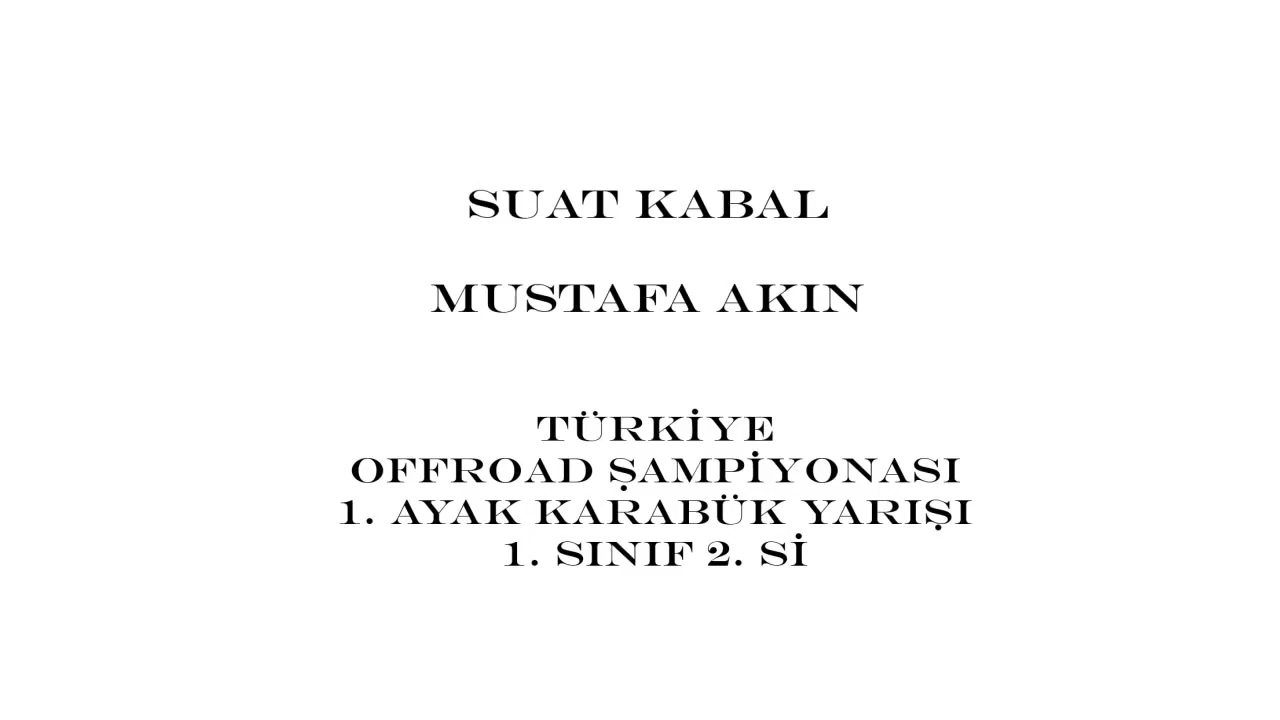 SUAT KABAL
MUSTAFA AKIN
TÜRKİYE
OFFROAD ŞAMPİYONASI
1. AYAK KARABÜK YARIŞI
1. SINIF 2. Sİ